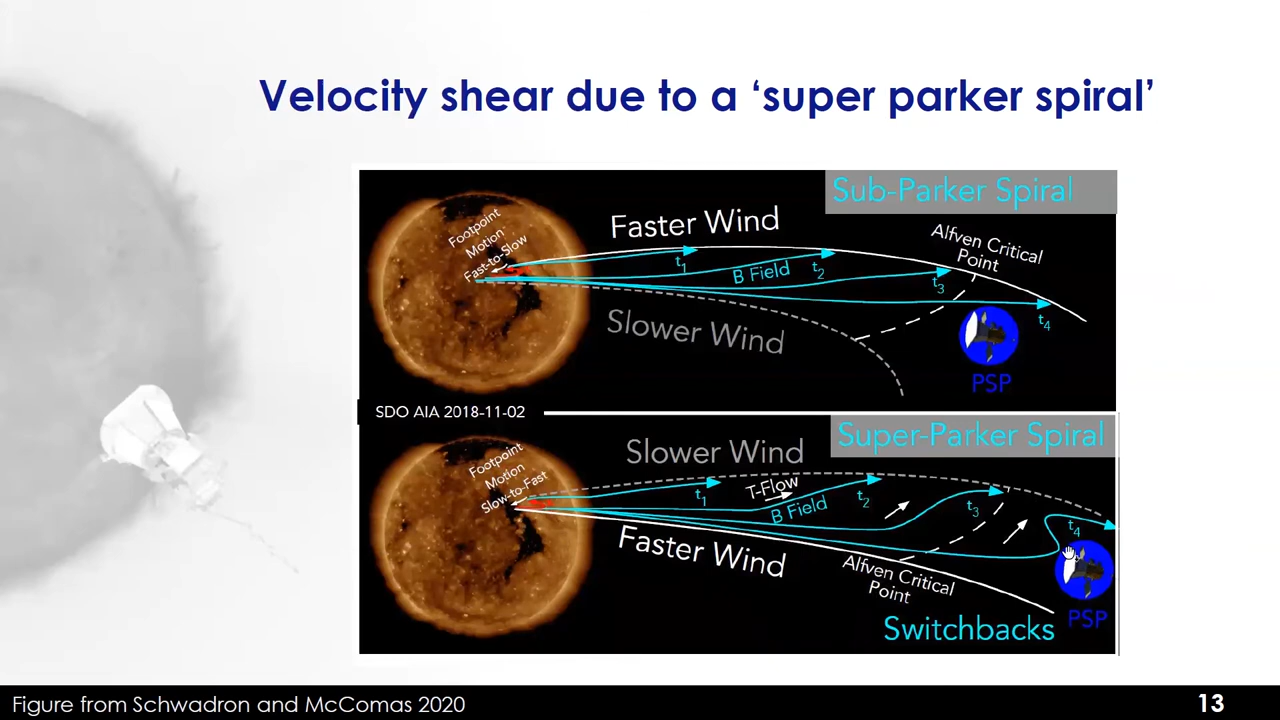 Velocity shear due to a ‘super parker spiral’
Sub-Parker Spiral
Footpoint
Motion
Fast-to-Slow
Faster Wind
Alfven Critical
Point
t1
B Field
t2
t3
t4
Slower Wind
PSP
SDO AIA 2018-11-02
Super-Parker Spiral
Footpoint
Motion
Slow-to-Fast
Slower Wind
t1
T-Flow
B Field
t2
t3
t4
Faster Wind
Alfven Critical
Point
PSP
Switchbacks
Figure from Schwadron and McComas 2020
13